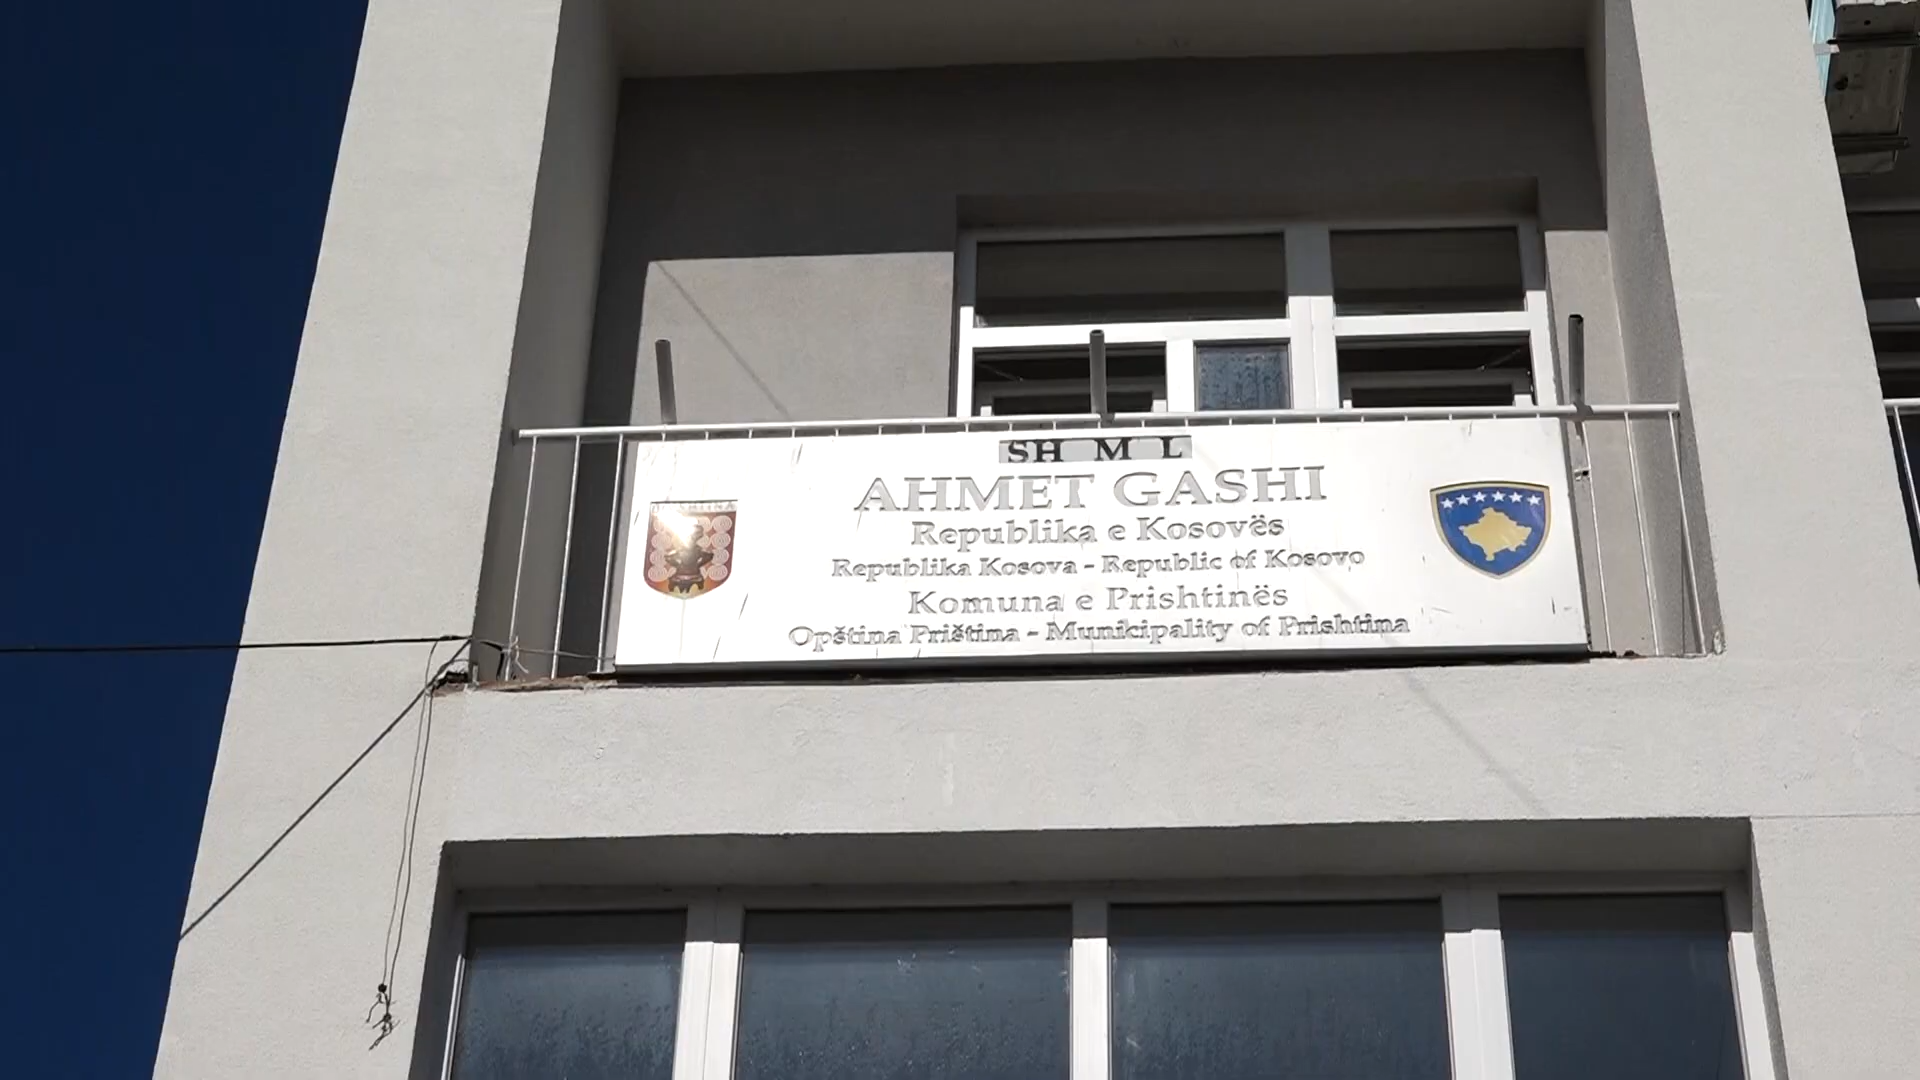 SH M L
AHMET GASHI
Republika e Kosovës
Republika Kosova - Republic of Kosovo
Komuna e Prishtinës
Opština Priština - Municipality of Prishtina